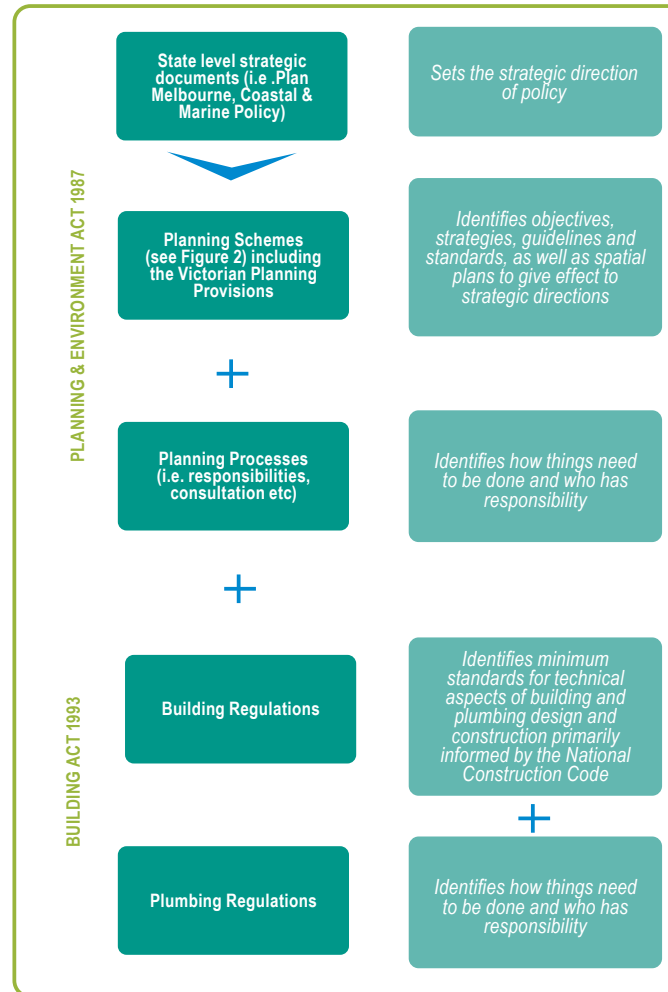 PLANNING & ENVIRONMENT ACT 1987
State level strategic
documents (i.e .Plan
Melbourne, Coastal &
Marine Policy)
Sets the strategic direction
of policy
Planning Schemes
(see Figure 2) including
the Victorian Planning
Provisions
Identifies objectives,
strategies, guidelines and
standards, as well as spatial
plans to give effect to
strategic directions
+
Planning Processes
(i.e. responsibilities,
consultation etc)
Identifies how things need
to be done and who has
responsibility
+
BUILDING ACT 1993
Building Regulations
Identifies minimum
standards for technical
aspects of building and
plumbing design and
construction primarily
informed by the National
Construction Code
+
Plumbing Regulations
Identifies how things need
to be done and who has
responsibility